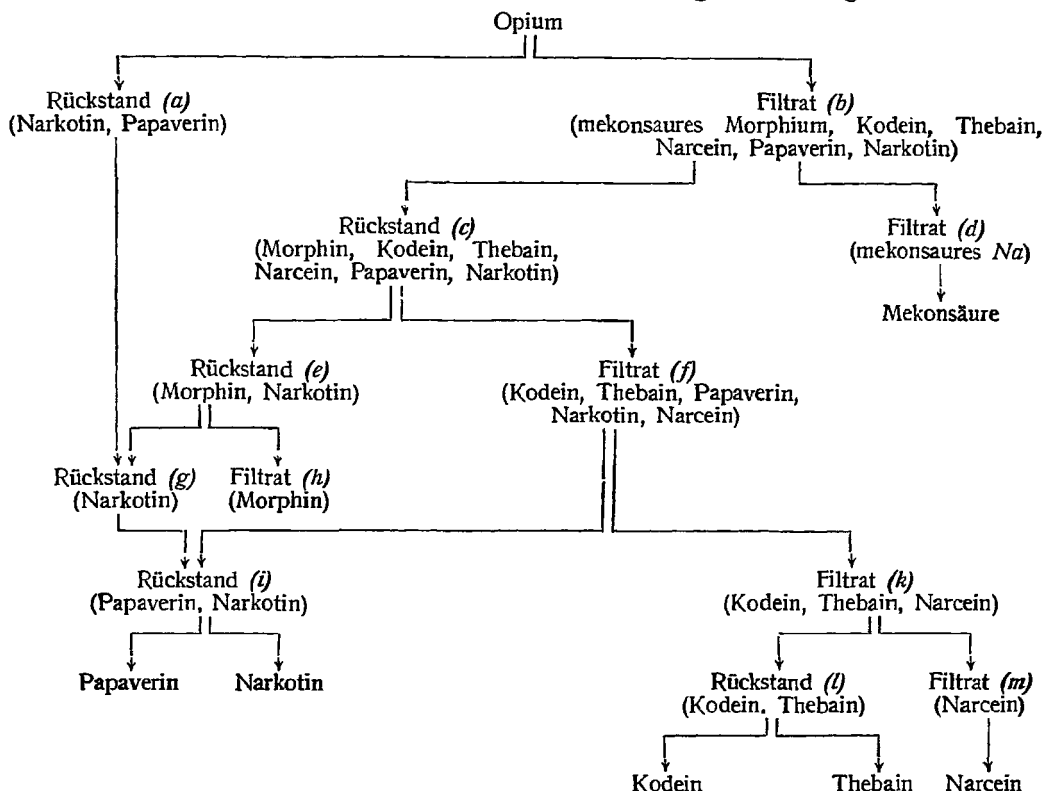 Opium
Rückstand (a)
(Narkotin, Papaverin)
Filtrat (b)
(mekonsaures Morphium, Kodein, Thebain,
Narcein, Papaverin, Narkotin)
Rückstand (c)
(Morphin, Kodein, Thebain,
Narcein, Papaverin, Narkotin)
Filtrat (d)
(mekonsaures Na)
Mekonsäure
Rückstand (e)
(Morphin, Narkotin)
Filtrat (f)
(Kodein, Thebain, Papaverin,
Narkotin, Narcein)
Rückstand (g)
(Narkotin)
Filtrat (h)
(Morphin)
Rückstand (i)
(Papaverin, Narkotin)
Filtrat (k)
(Kodein, Thebain, Narcein)
Papaverin
Narkotin
Rückstand (l)
(Kodein, Thebain)
Filtrat (m)
(Narcein)
Kodein
Thebain
Narcein